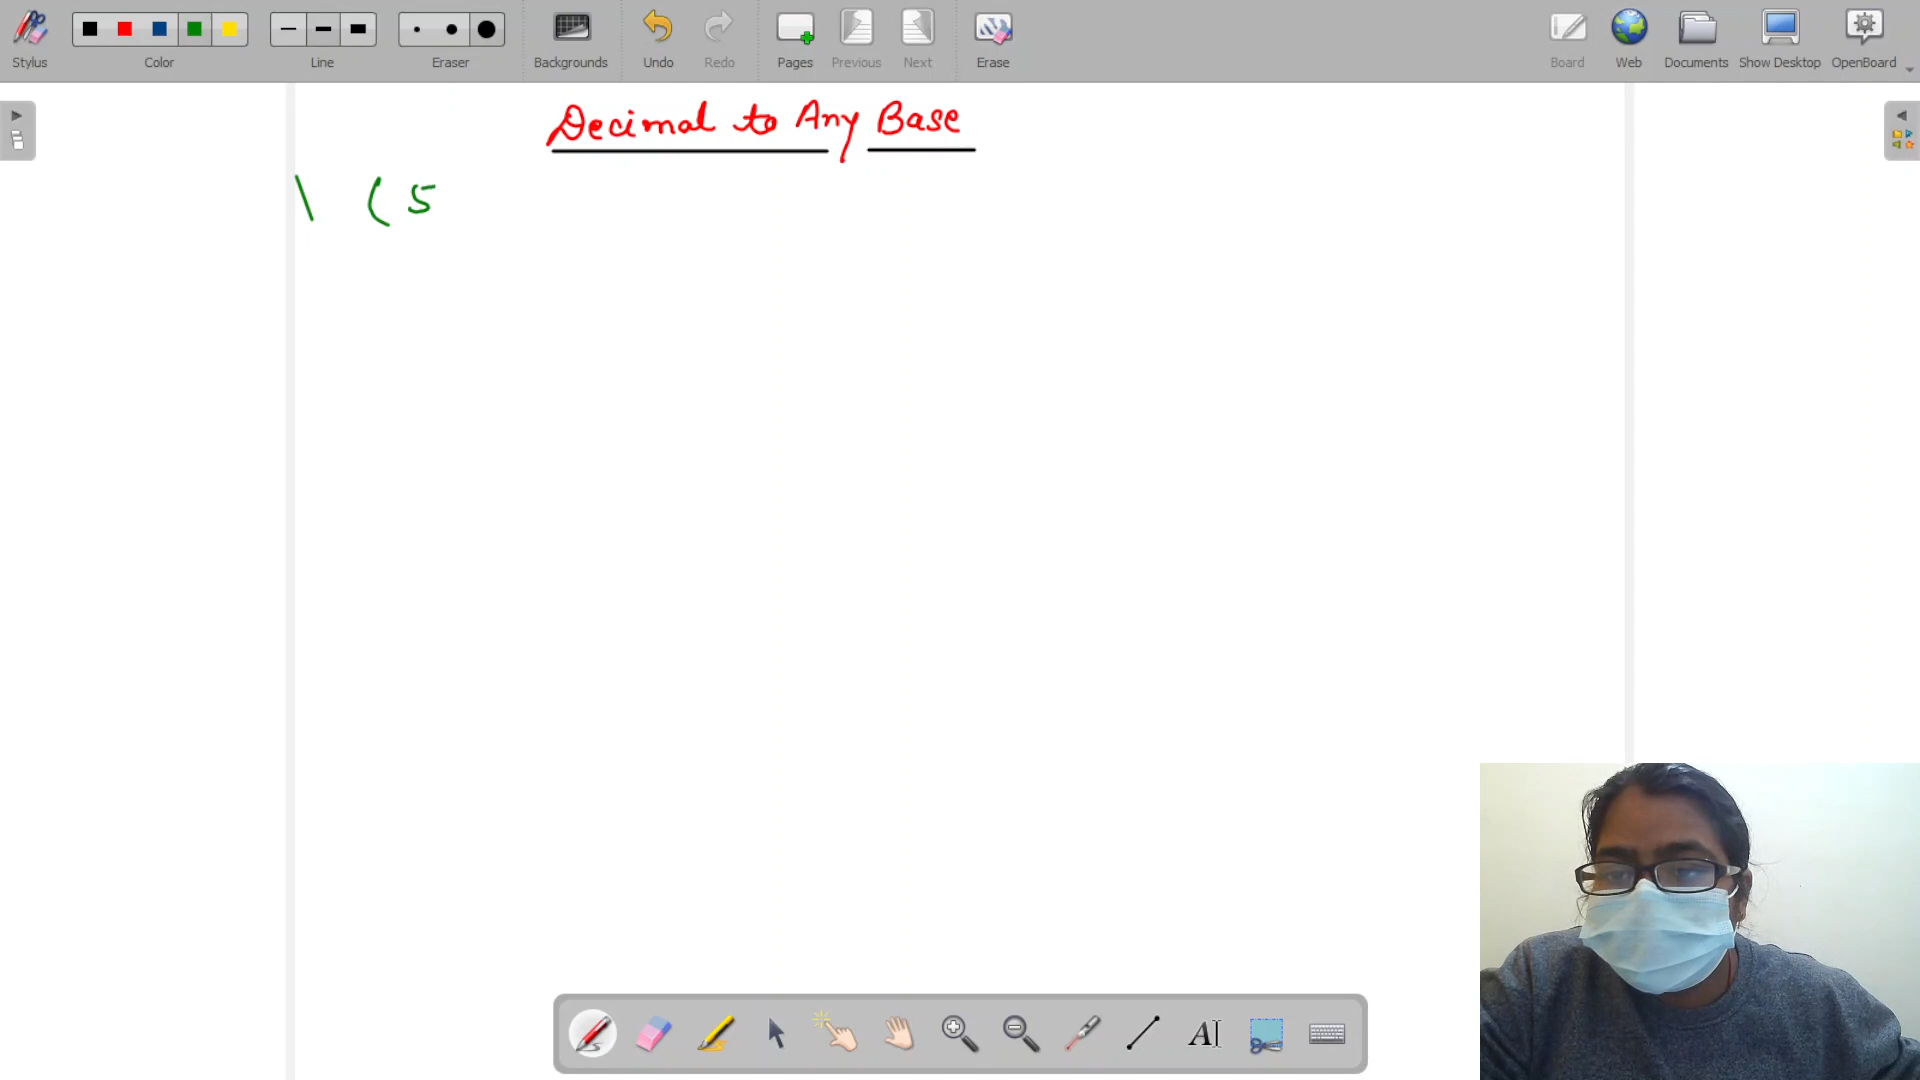 Stylus Color Line Eraser Backgrounds Undo Redo Pages Previous Next Erase Board Web Documents Show Desktop OpenBoard
Decimal to Any Base
\ ( 5
A